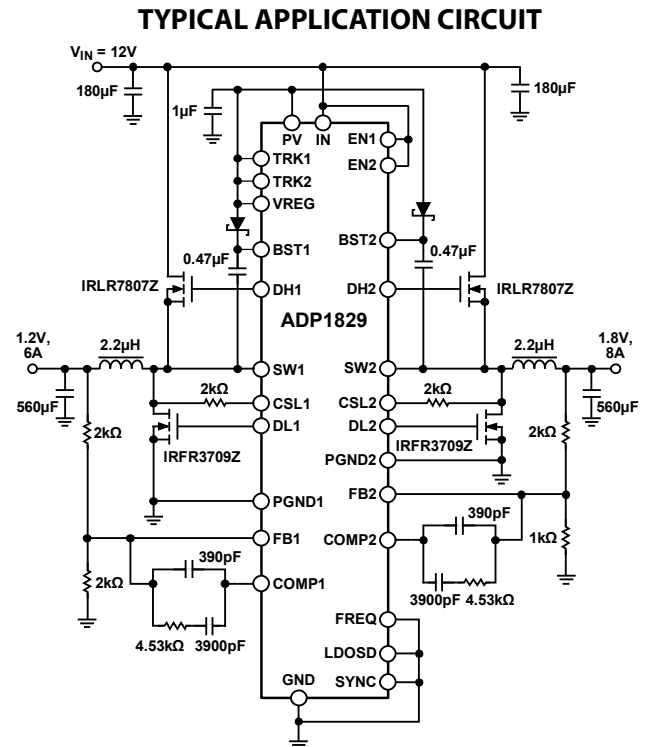 TYPICAL APPLICATION CIRCUIT
VIN = 12V
180µF
180µF
1µF
PV
IN
EN1
EN2
TRK1
TRK2
VREG
BST1
BST2
0.47µF
0.47µF
IRLR7807Z
DH1
DH2
IRLR7807Z
ADP1829
1.2V,
6A
2.2µH
SW1
SW2
2.2µH
1.8V,
8A
560µF
2kΩ
CSL1
CSL2
2kΩ
560µF
2kΩ
DL1
DL2
2kΩ
IRFR3709Z
IRFR3709Z
PGND2
PGND1
FB2
FB1
390pF
1kΩ
COMP2
390pF
2kΩ
COMP1
3900pF
4.53kΩ
4.53kΩ
3900pF
FREQ
LDOSD
GND
SYNC